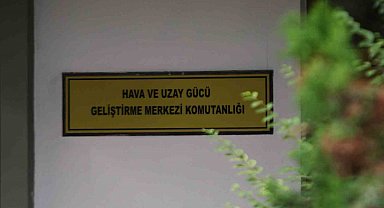 HAVA VE UZAY GÜCÜ
GELİŞTİRME MERKEZİ KOMUTANLIĞI